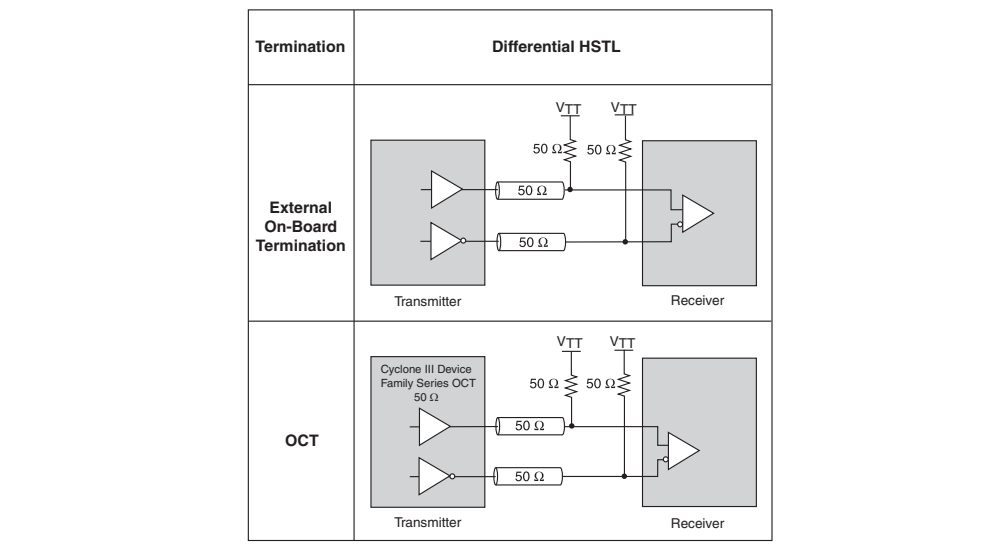 Termination
Differential HSTL
External
On-Board
Termination
VTT
VTT
50 Ω
50 Ω
50 Ω
50 Ω
Transmitter
Receiver
OCT
Cyclone III Device
Family Series OCT
50 Ω
VTT
VTT
50 Ω
50 Ω
50 Ω
50 Ω
Transmitter
Receiver